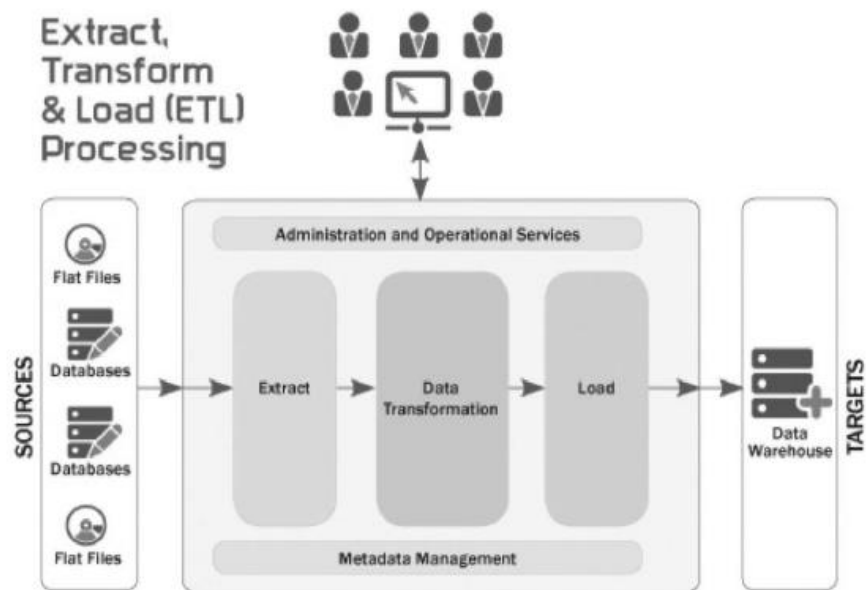 Extract,
Transform
& Load (ETL)
Processing
SOURCES
Flat Files
Databases
Databases
Flat Files
Administration and Operational Services
Extract
Data
Transformation
Load
Metadata Management
Data
Warehouse
TARGETS